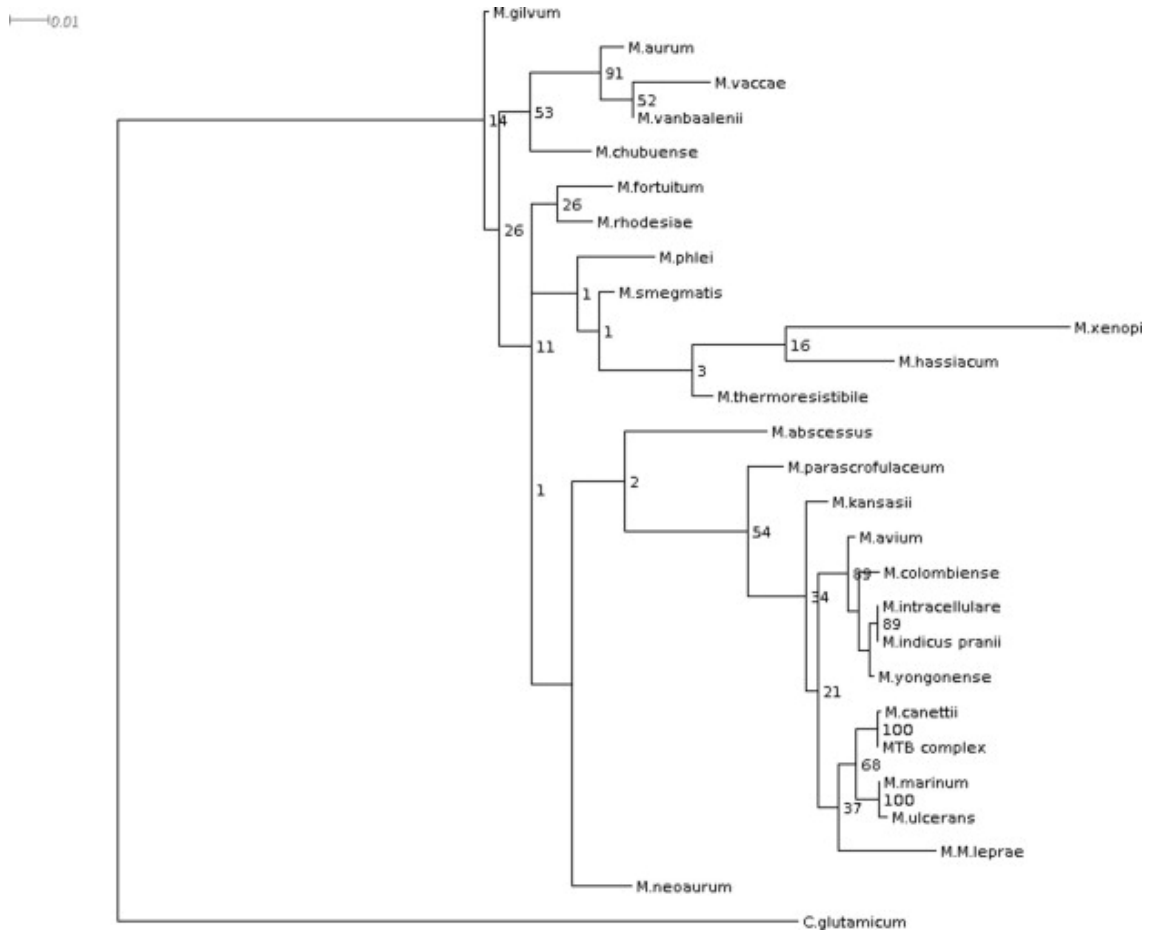 0.01
M.gilvum
M.aurum
91
M.vaccae
52
M.vanbaalenii
14
53
M.chubuense
M.fortuitum
26
M.rhodesiae
26
M.phlei
1
M.smegmatis
1
M.xenopi
16
M.hassiacum
11
3
M.thermoresistibile
M.abscessus
M.parascrofulaceum
2
1
M.kansasii
54
M.avium
89
M.colombiense
34
M.intracellulare
89
M.indicus pranii
M.yongonense
21
M.canettii
100
MTB complex
68
M.marinum
100
37
M.ulcerans
M.M.leprae
M.neoaurum
C.glutamicum